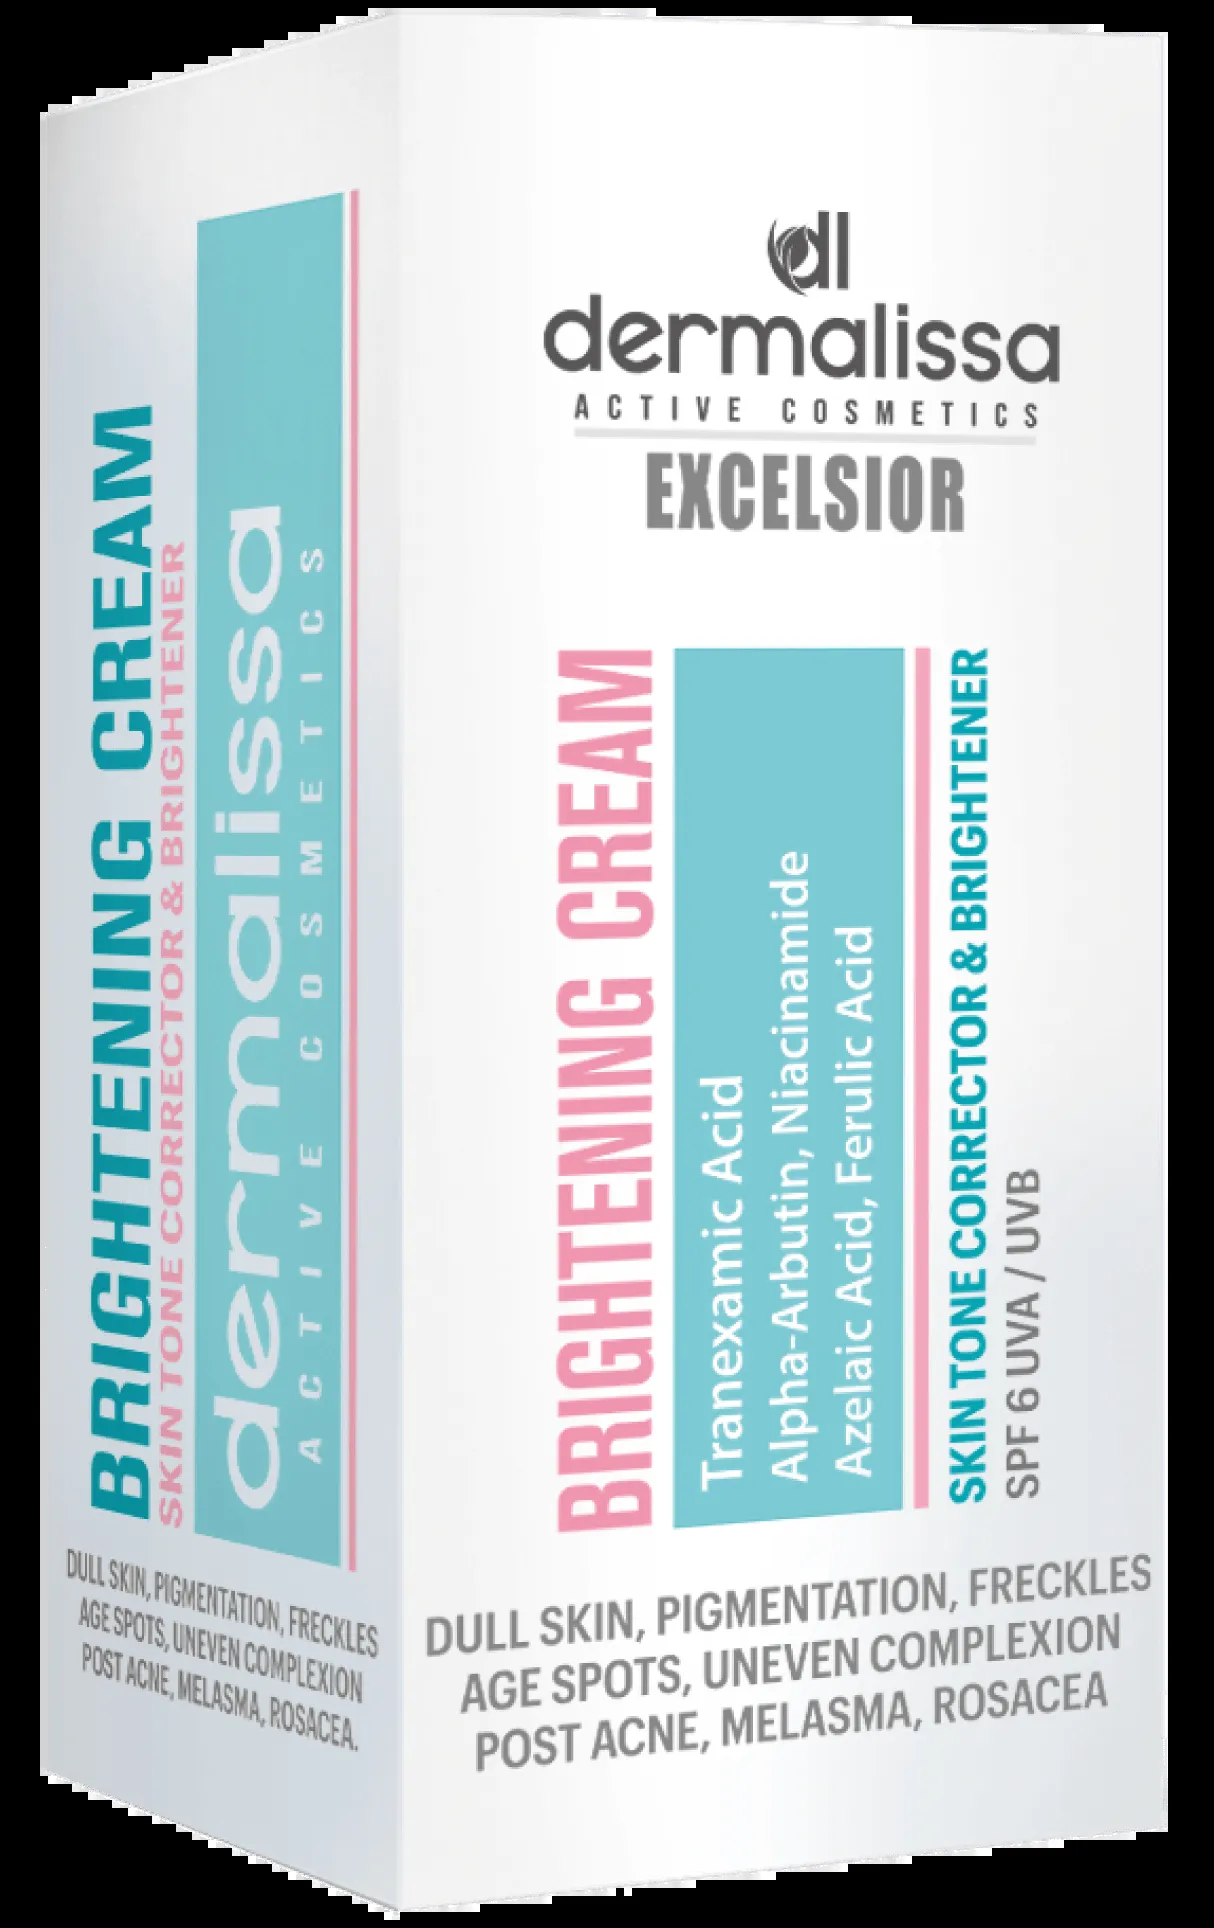 BRIGHTENING CREAM
SKIN TONE CORRECTOR & BRIGHTENER
dermalissa
ACTIVE COSMETICS
DULL SKIN, PIGMENTATION, FRECKLES
AGE SPOTS, UNEVEN COMPLEXION
POST ACNE, MELASMA, ROSACEA.
dl
dermalissa
ACTIVE COSMETICS
EXCELSIOR
BRIGHTENING CREAM
Tranexamic Acid
Alpha-Arbutin, Niacinamide
Azelaic Acid, Ferulic Acid
SKIN TONE CORRECTOR & BRIGHTENER
SPF 6 UVA / UVB
DULL SKIN, PIGMENTATION, FRECKLES
AGE SPOTS, UNEVEN COMPLEXION
POST ACNE, MELASMA, ROSACEA